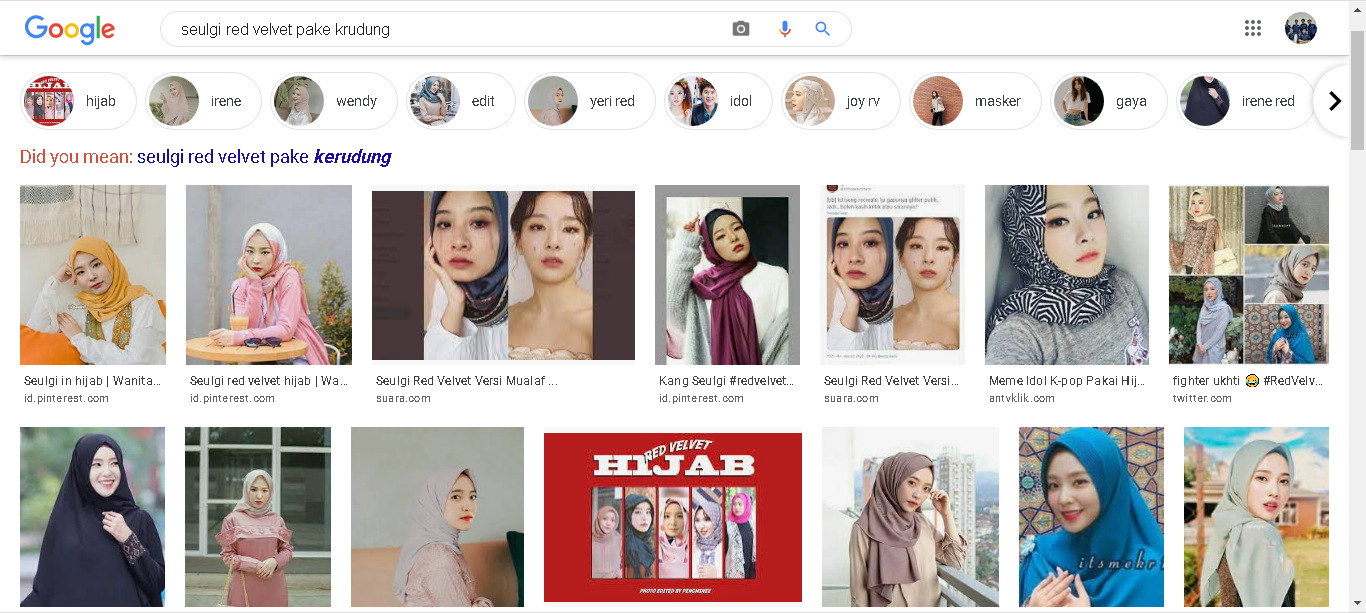 Google
seulgi red velvet pake krudung
hijab
irene
wendy
edit
yeri red
idol
joy rv
masker
gaya
irene red
Did you mean: seulgi red velvet pake kerudung
Seulgi in hijab | Wanita...
id.pinterest.com
Seulgi red velvet hijab | Wa...
id.pinterest.com
Seulgi Red Velvet Versi Mualaf ...
suara.com
Kang Seulgi #redvelvet...
id.pinterest.com
Seulgi Red Velvet Versi...
suara.com
Meme Idol K-pop Pakai Hij...
antvklik.com
fighter ukhti 😂 #RedVelv...
twitter.com
RED VELVET
HIJAB
PHOTO EDITED BY PENGMINEE
itsmekr